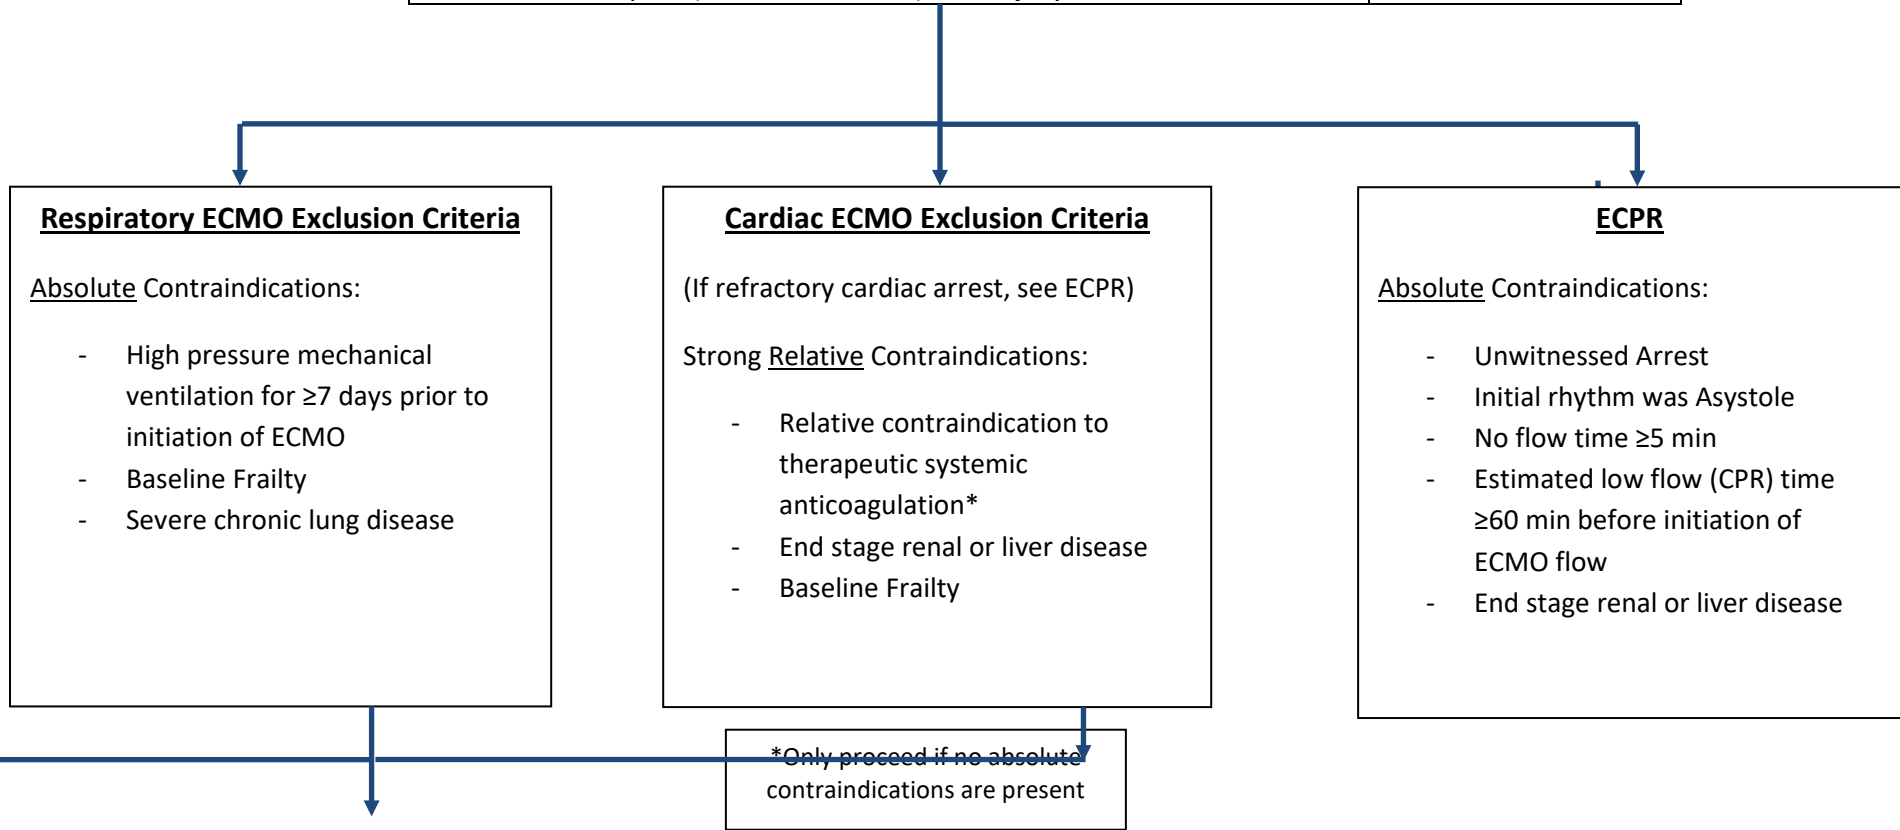 Respiratory ECMO Exclusion Criteria
Absolute Contraindications:
- High pressure mechanical
ventilation for ≥7 days prior to
initiation of ECMO
- Baseline Frailty
- Severe chronic lung disease
Cardiac ECMO Exclusion Criteria
(If refractory cardiac arrest, see ECPR)
Strong Relative Contraindications:
- Relative contraindication to
therapeutic systemic
anticoagulation*
- End stage renal or liver disease
- Baseline Frailty
ECPR
Absolute Contraindications:
- Unwitnessed Arrest
- Initial rhythm was Asystole
- No flow time ≥5 min
- Estimated low flow (CPR) time
≥60 min before initiation of
ECMO flow
- End stage renal or liver disease
*Only proceed if no absolute
contraindications are present